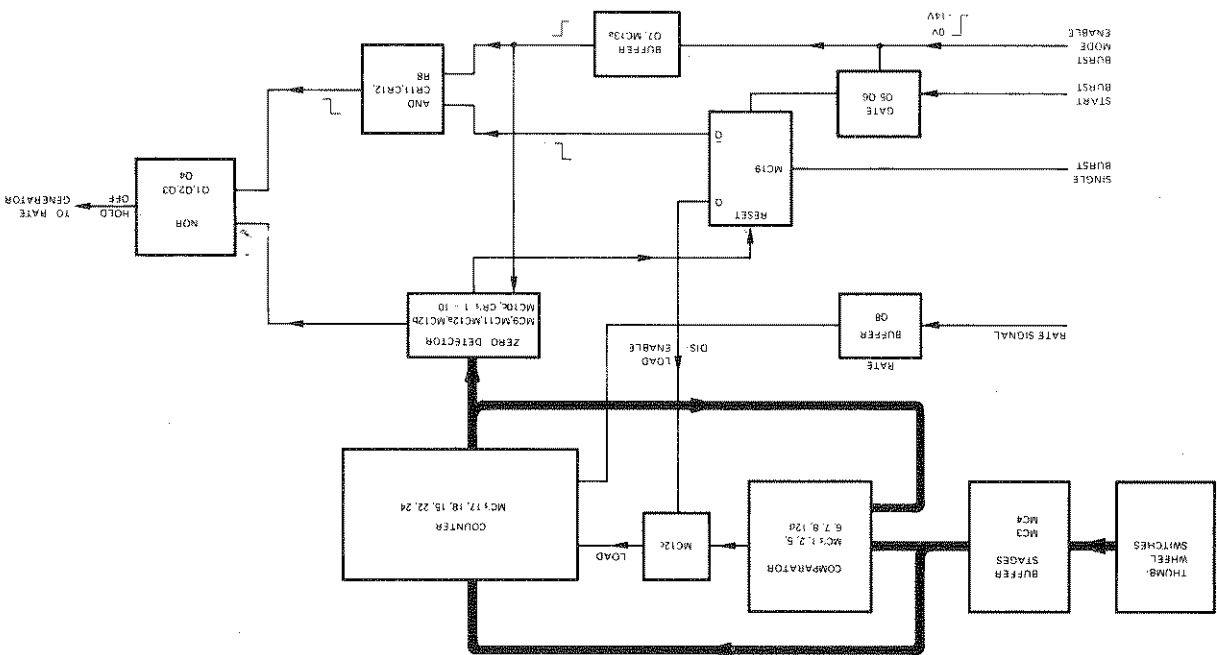 THUMB-
WHEEL
SWITCHES
BUFFER
STAGES
MC3
MC4
COMPARATOR
MC's 1, 2, 5,
6, 7, 8, 12d
MC12c
LOAD
COUNTER
MC's 17, 18, 15, 22, 24
RATE
BUFFER
Q8
RATE SIGNAL
LOAD
DIS- ENABLE
ZERO DETECTOR
MC9,MC11,MC12a,MC12b
MC10c, CR's 1 - 10
RESET
Q
MC19
Q̅
SINGLE
BURST
NOR
Q1,Q2,Q3
Q4
HOLD
OFF
TO RATE
GENERATOR
START
BURST
GATE
Q5 Q6
AND
CR11,CR12,
R8
BURST
MODE
ENABLE
0V
-14V
BUFFER
Q7, MC13a